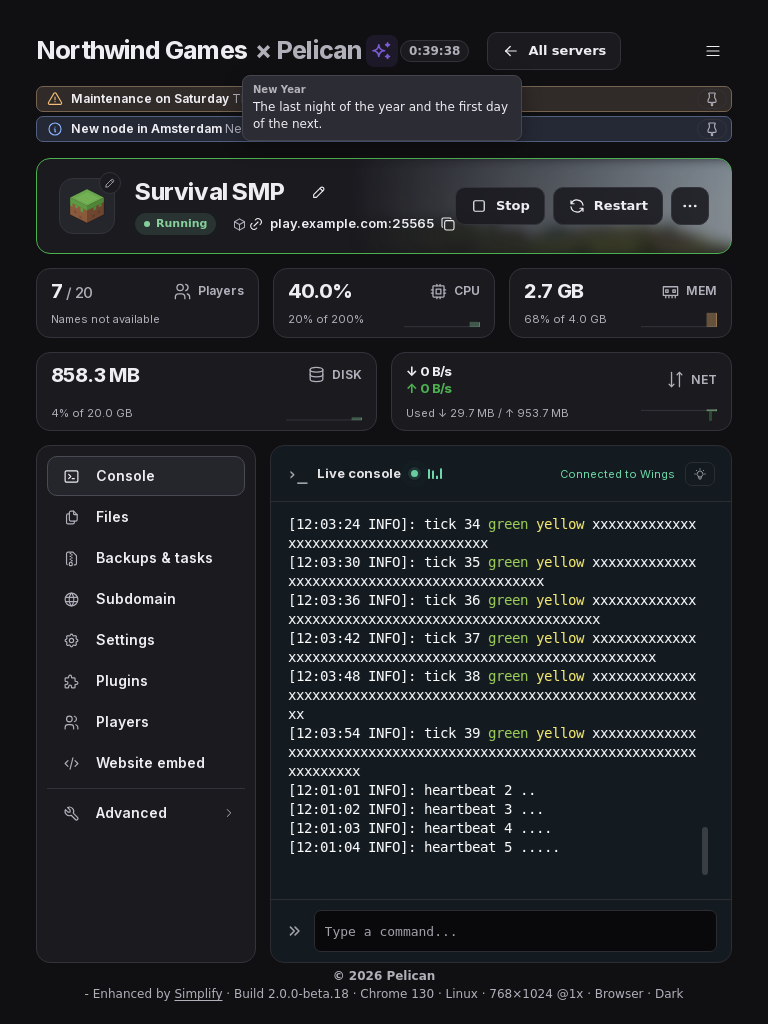 Northwind Games × Pelican 0:39:38 All servers
Maintenance on Saturday T
New Year
The last night of the year and the first day
of the next.
New node in Amsterdam Ne
Survival SMP
Running play.example.com:25565
Stop Restart
7 / 20 Players
Names not available
40.0% CPU
20% of 200%
2.7 GB MEM
68% of 4.0 GB
858.3 MB DISK
4% of 20.0 GB
↓ 0 B/s
↑ 0 B/s
NET
Used ↓ 29.7 MB / ↑ 953.7 MB
Console
Files
Backups & tasks
Subdomain
Settings
Plugins
Players
Website embed
Advanced
Live console Connected to Wings
[12:03:24 INFO]: tick 34 green yellow xxxxxxxxxxxxx
xxxxxxxxxxxxxxxxxxxxxxxxx
[12:03:30 INFO]: tick 35 green yellow xxxxxxxxxxxxx
xxxxxxxxxxxxxxxxxxxxxxxxxxxxxxxx
[12:03:36 INFO]: tick 36 green yellow xxxxxxxxxxxxx
xxxxxxxxxxxxxxxxxxxxxxxxxxxxxxxxxxxxxxx
[12:03:42 INFO]: tick 37 green yellow xxxxxxxxxxxxx
xxxxxxxxxxxxxxxxxxxxxxxxxxxxxxxxxxxxxxxxxxxxxx
[12:03:48 INFO]: tick 38 green yellow xxxxxxxxxxxxx
xxxxxxxxxxxxxxxxxxxxxxxxxxxxxxxxxxxxxxxxxxxxxxxxxxx
xx
[12:03:54 INFO]: tick 39 green yellow xxxxxxxxxxxxx
xxxxxxxxxxxxxxxxxxxxxxxxxxxxxxxxxxxxxxxxxxxxxxxxxxx
xxxxxxxxx
[12:01:01 INFO]: heartbeat 2 ..
[12:01:02 INFO]: heartbeat 3 ...
[12:01:03 INFO]: heartbeat 4 ....
[12:01:04 INFO]: heartbeat 5 .....
Type a command...
© 2026 Pelican
- Enhanced by Simplify · Build 2.0.0-beta.18 · Chrome 130 · Linux · 768×1024 @1x · Browser · Dark